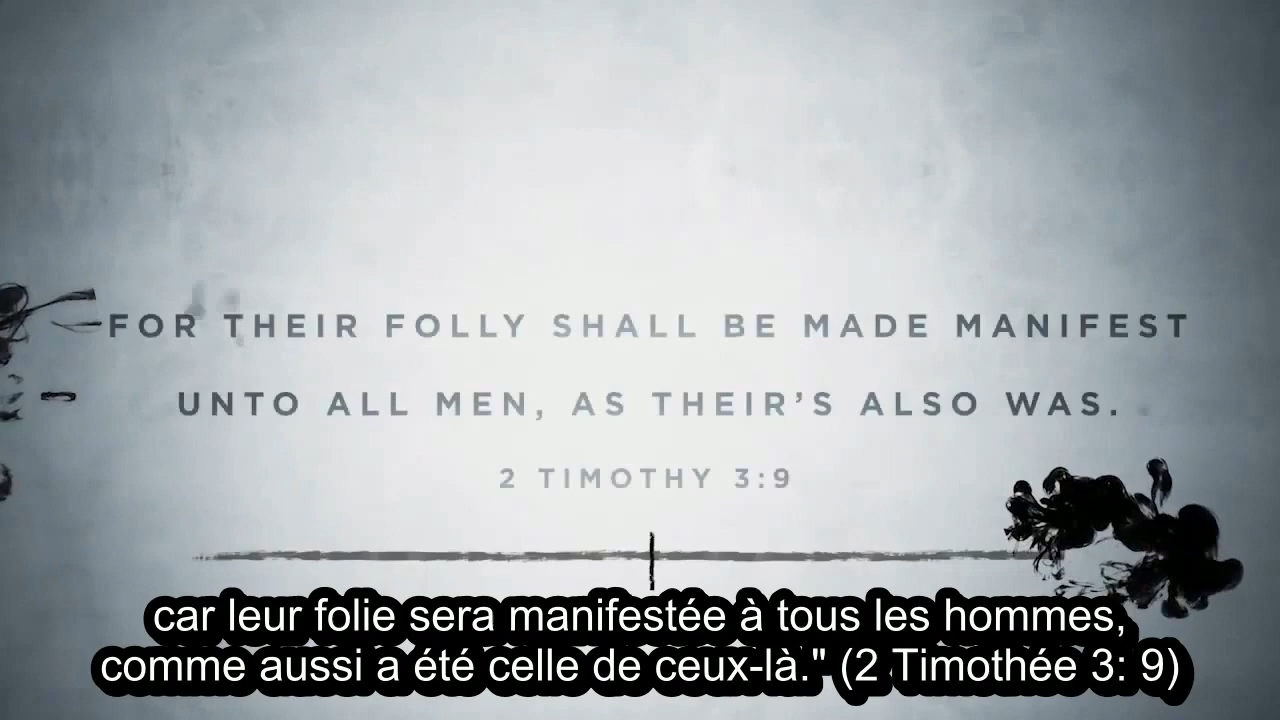 FOR THEIR FOLLY SHALL BE MADE MANIFEST
UNTO ALL MEN, AS THEIR'S ALSO WAS.
2 TIMOTHY 3:9
car leur folie sera manifestée à tous les hommes,
comme aussi a été celle de ceux-là." (2 Timothée 3: 9)